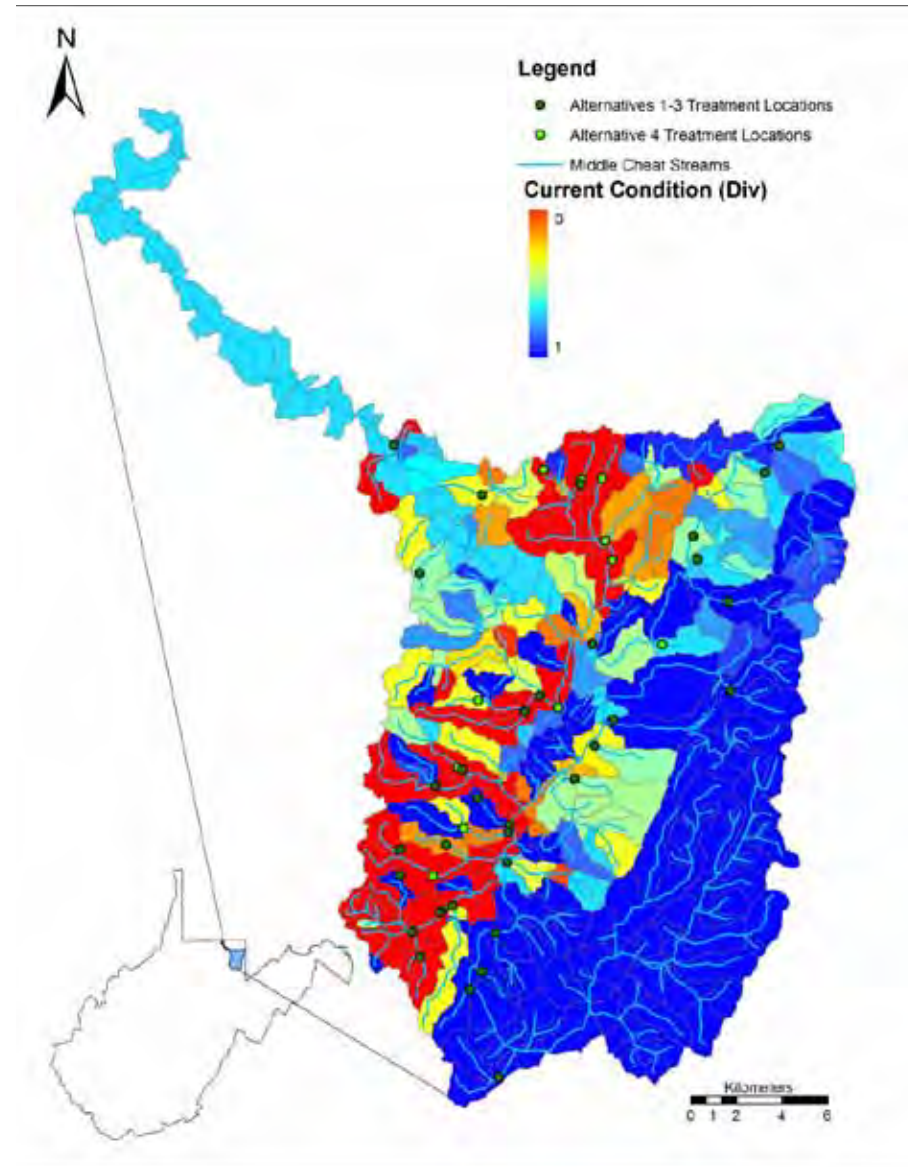 N
Legend
Alternatives 1-3 Treatment Locations
Alternative 4 Treatment Locations
Middle Cheat Streams
Current Condition (Div)
0
1
Kilometers
0 1 2 4 6